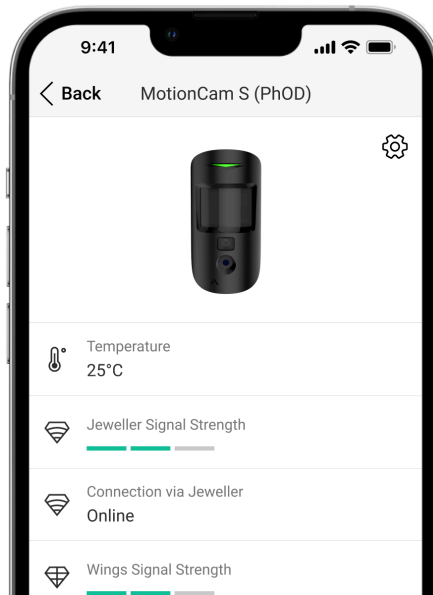 9:41
Back MotionCam S (PhOD)
Temperature
25°C
Jeweller Signal Strength
Connection via Jeweller
Online
Wings Signal Strength